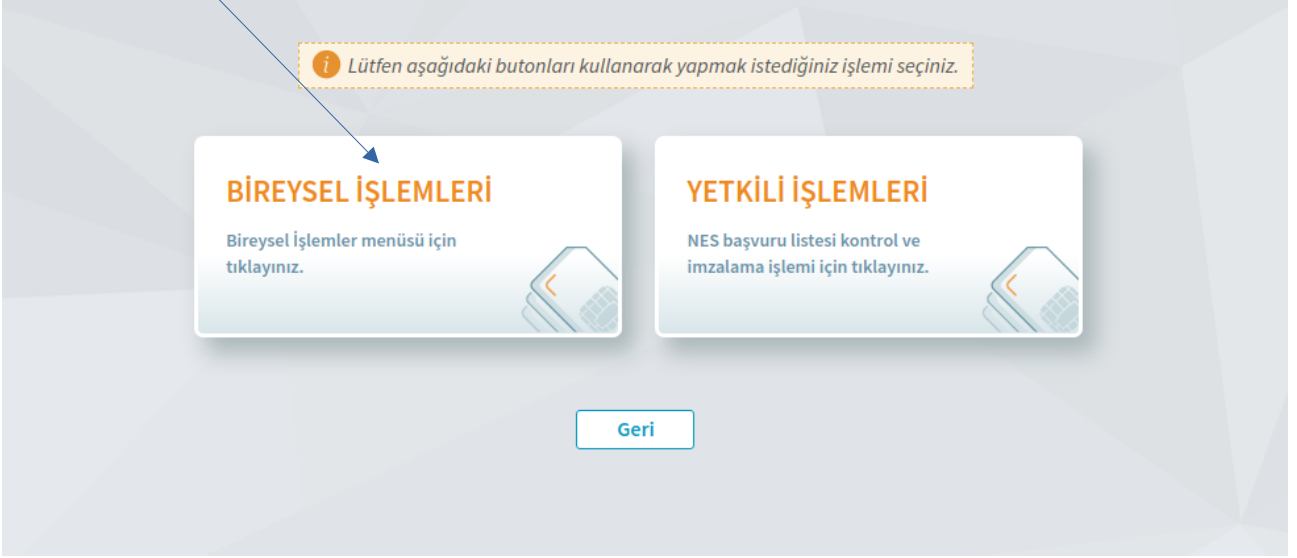 Lütfen aşağıdaki butonları kullanarak yapmak istediğiniz işlemi seçiniz.
BİREYSEL İŞLEMLERİ
Bireysel İşlemler menüsü için
tıklayınız.
YETKİLİ İŞLEMLERİ
NES başvuru listesi kontrol ve
imzalama işlemi için tıklayınız.
Geri